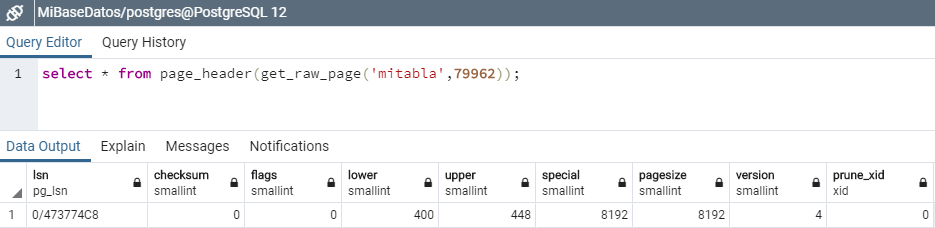 MiBaseDatos/postgres@PostgreSQL 12
Query Editor Query History
1 select * from page_header(get_raw_page('mitabla',79962));
Data Output Explain Messages Notifications
lsn checksum flags lower upper special pagesize version prune_xid
pg_lsn smallint smallint smallint smallint smallint smallint smallint xid
1 0/473774C8 0 0 400 448 8192 8192 4 0